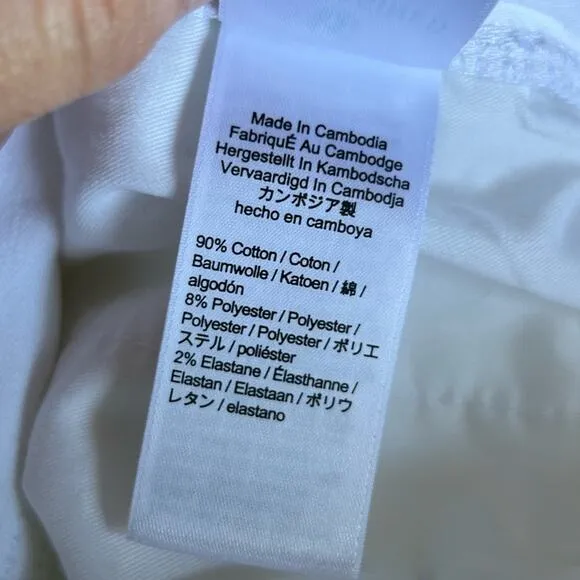 Made In Cambodia
FabriquÉ Au Cambodge
Hergestellt In Kambodscha
Vervaardigd In Cambodja
カンボジア製
hecho en camboya
90% Cotton / Coton /
Baumwolle / Katoen / 綿 /
algodón
8% Polyester / Polyester /
Polyester / Polyester / ポリエ
ステル / poliéster
2% Elastane / Élasthanne /
Elastan / Elastaan / ポリウ
レタン / elastano